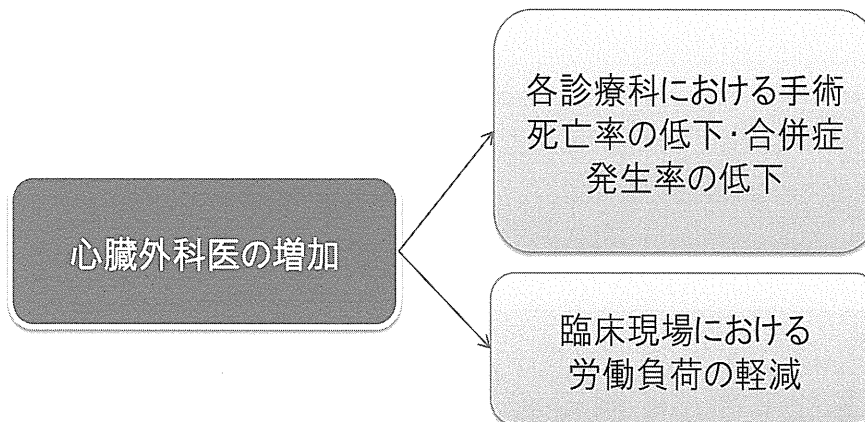 心臓外科医の増加
各診療科における手術
死亡率の低下・合併症
発生率の低下
臨床現場における
労働負荷の軽減